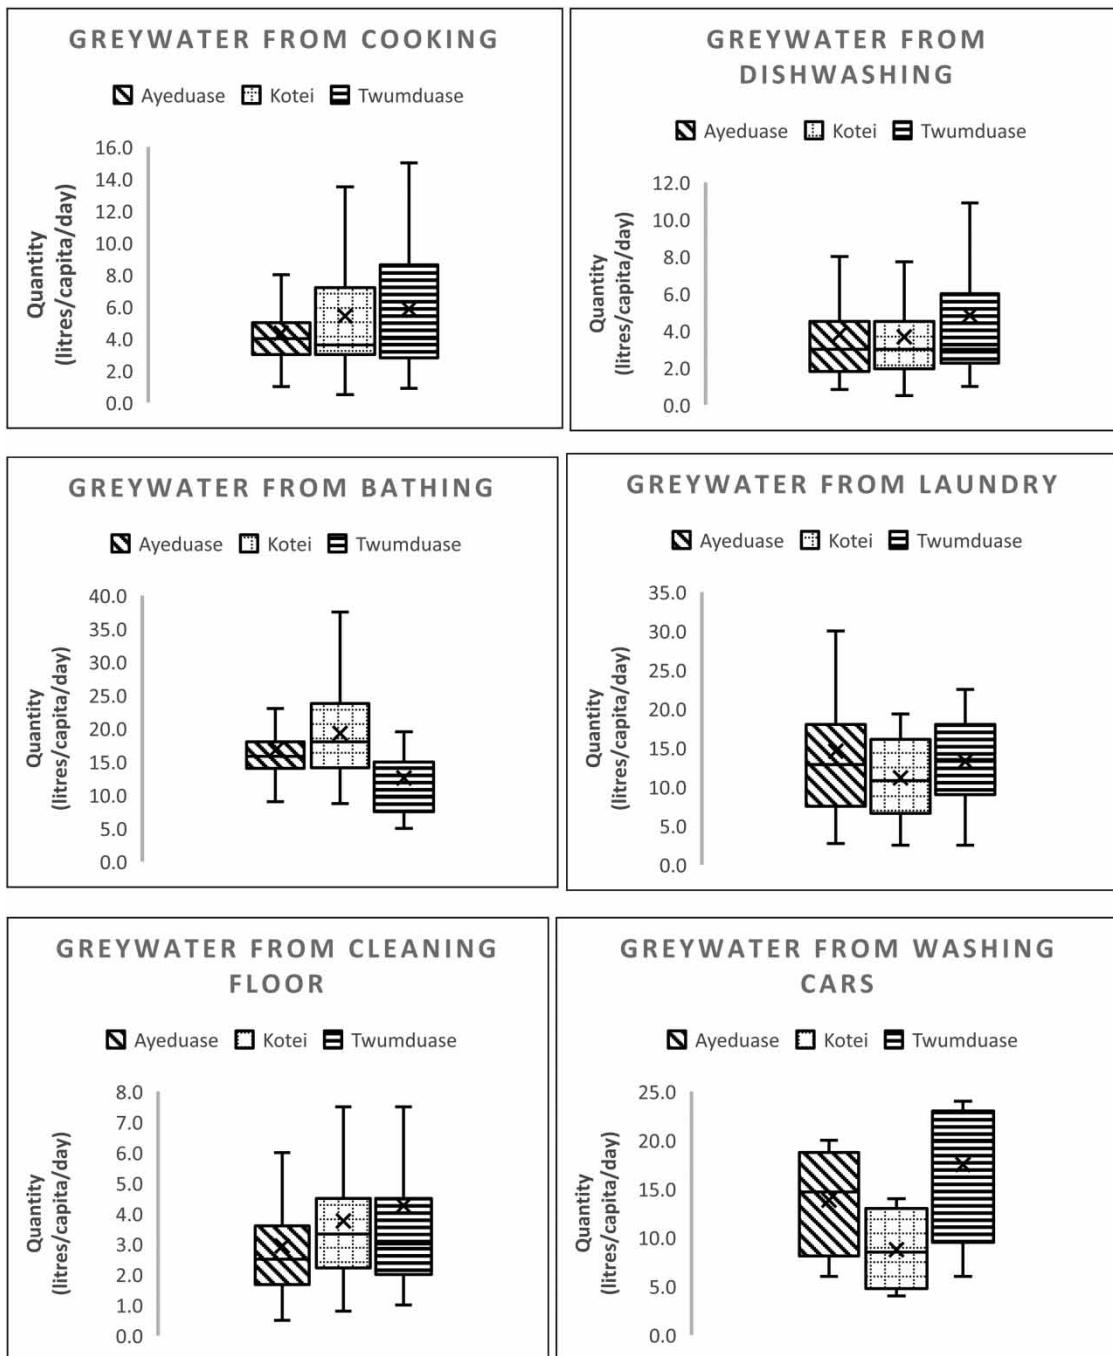 GREYWATER FROM COOKING
Ayeduase Kotei Twumduase
Quantity
(litres/capita/day)
16.0
14.0
12.0
10.0
8.0
6.0
4.0
2.0
0.0
GREYWATER FROM
DISHWASHING
Ayeduase Kotei Twumduase
Quantity
(litres/capita/day)
12.0
10.0
8.0
6.0
4.0
2.0
0.0
GREYWATER FROM BATHING
Ayeduase Kotei Twumduase
Quantity
(litres/capita/day)
40.0
35.0
30.0
25.0
20.0
15.0
10.0
5.0
0.0
GREYWATER FROM LAUNDRY
Ayeduase Kotei Twumduase
Quantity
(litres/capita/day)
35.0
30.0
25.0
20.0
15.0
10.0
5.0
0.0
GREYWATER FROM CLEANING
FLOOR
Ayeduase Kotei Twumduase
Quantity
(litres/capita/day)
8.0
7.0
6.0
5.0
4.0
3.0
2.0
1.0
0.0
GREYWATER FROM WASHING
CARS
Ayeduase Kotei Twumduase
Quantity
(litres/capita/day)
25.0
20.0
15.0
10.0
5.0
0.0